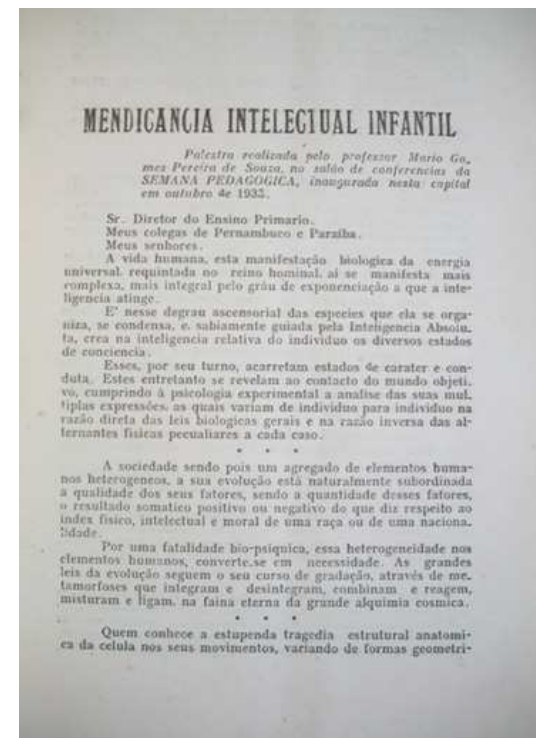 MENDICANCIA INTELECTUAL INFANTIL
Palestra realizada pelo professor Mario Go-
mes Pereira de Souza, no salão de conferencias da
SEMANA PEDAGOGICA, inaugurada nesta capital
em outubro de 1933.
Sr. Diretor do Ensino Primario.
Meus colegas de Pernambuco e Paraíba.
Meus senhores.
A vida humana, esta manifestação biologica da energia
universal, requintada no reino hominal, aí se manifesta mais
complexa, mais integral pelo gráu de exponenciação a que a inte-
ligencia atinge.
E' nesse degrau ascensorial das especies que ela se orga-
niza, se condensa, e, sabiamente guiada pela Inteligencia Absolu-
ta, crea na inteligencia relativa do individuo os diversos estados
de conciencia.
Esses, por seu turno, acarretam estados de carater e con-
duta. Estes entretanto se revelam ao contacto do mundo objeti-
vo, cumprindo à psicologia experimental a analise das suas mul-
tiplas expressões, as quais variam de individuo para individuo na
razão direta das leis biologicas gerais e na razão inversa das al-
ternantes fisicas pecualiares a cada caso.
* * *
A sociedade sendo pois um agregado de elementos huma-
nos heterogeneos, a sua evolução está naturalmente subordinada
a qualidade dos seus fatores, sendo a quantidade desses fatores,
o resultado somatico positivo ou negativo do que diz respeito ao
index fisico, intelectual e moral de uma raça ou de uma naciona-
lidade.
Por uma fatalidade bio-psiquica, essa heterogeneidade nos
elementos humanos, converte-se em necessidade. As grandes
leis da evolução seguem o seu curso de gradação, através de me-
tamorfoses que integram e desintegram, combinam e reagem,
misturam e ligam, na faina eterna da grande alquimia cosmica.
* * *
Quem conhece a estupenda tragedia estrutural anatomi-
ca da celula nos seus movimentos, variando de formas geometri-